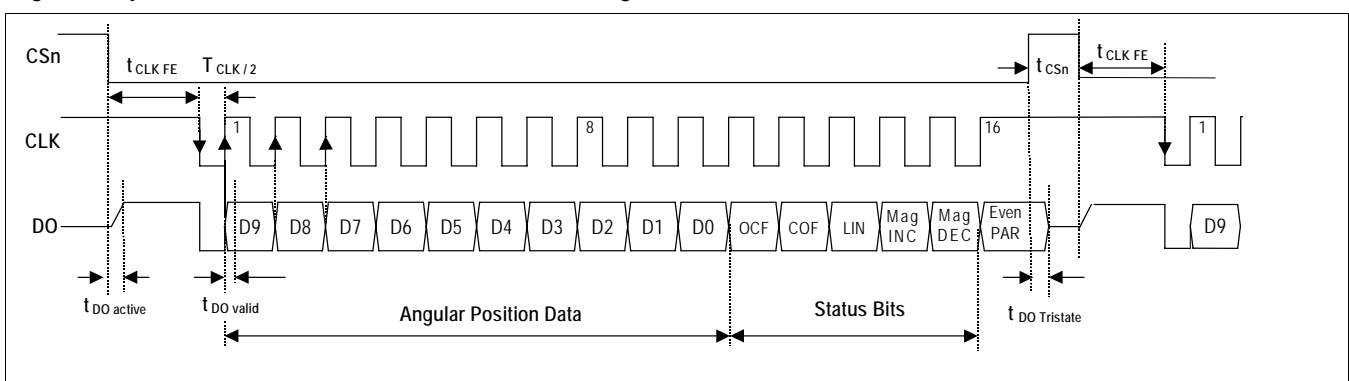 CSn
t CLK FE
T CLK / 2
t CSn
t CLK FE
CLK
1
8
16
1
DO
D9
D8
D7
D6
D5
D4
D3
D2
D1
D0
OCF
COF
LIN
Mag
INC
Mag
DEC
Even
PAR
D9
t DO active
t DO valid
Angular Position Data
Status Bits
t DO Tristate